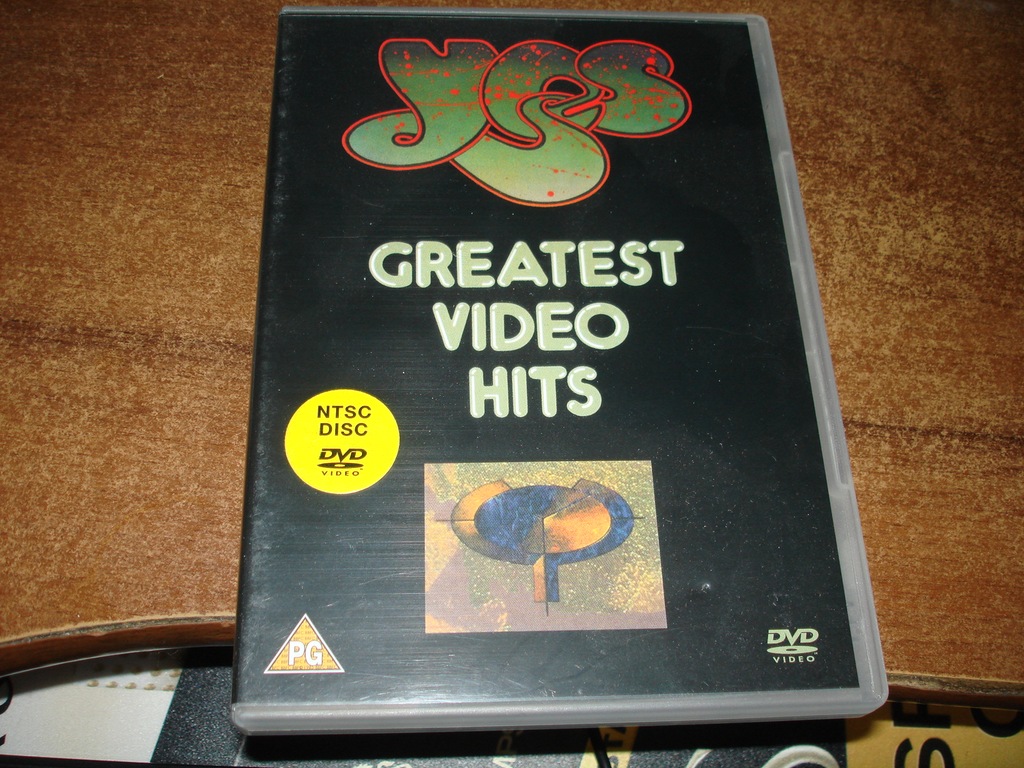 Yes
GREATEST
VIDEO
HITS
NTSC
DISC
DVD
VIDEO
PG
DVD
VIDEO